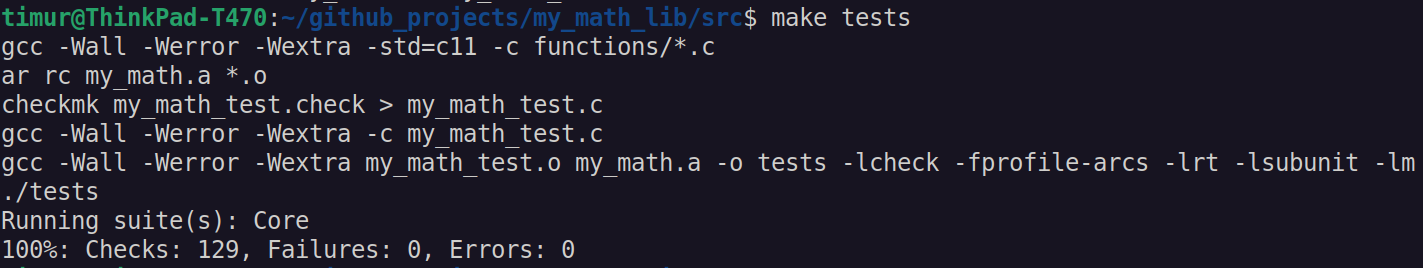 timur@ThinkPad-T470:~/github_projects/my_math_lib/src$ make tests
gcc -Wall -Werror -Wextra -std=c11 -c functions/*.c
ar rc my_math.a *.o
checkmk my_math_test.check > my_math_test.c
gcc -Wall -Werror -Wextra -c my_math_test.c
gcc -Wall -Werror -Wextra my_math_test.o my_math.a -o tests -lcheck -fprofile-arcs -lrt -lsubunit -lm
./tests
Running suite(s): Core
100%: Checks: 129, Failures: 0, Errors: 0